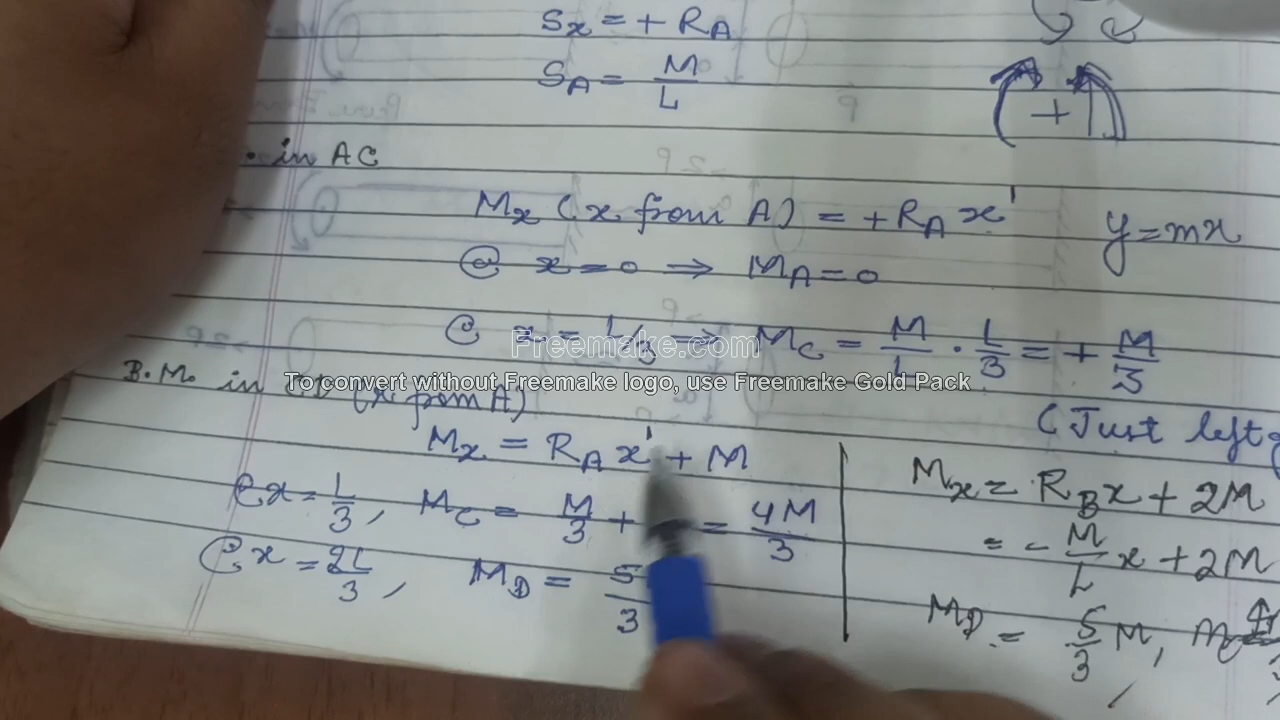 Sx = + RA
SA = M/L
+
. in AC
Mx (x from A) = +RA x'
y = mx
@ x = 0 ⇒ MA = 0
@ x = L/3 ⇒ MC = M/L · L/3 = + M/3
Freemake.com
To convert without Freemake logo, use Freemake Gold Pack
B.M. in CD (x from A)
(Just left
Mx = RA x' + M
@ x = L/3, MC = M/3 + = 4M/3
@ x = 2L/3, MD = 5/3
Mx = RB x + 2M
= - M/L x + 2M
MD = 5/3 M,